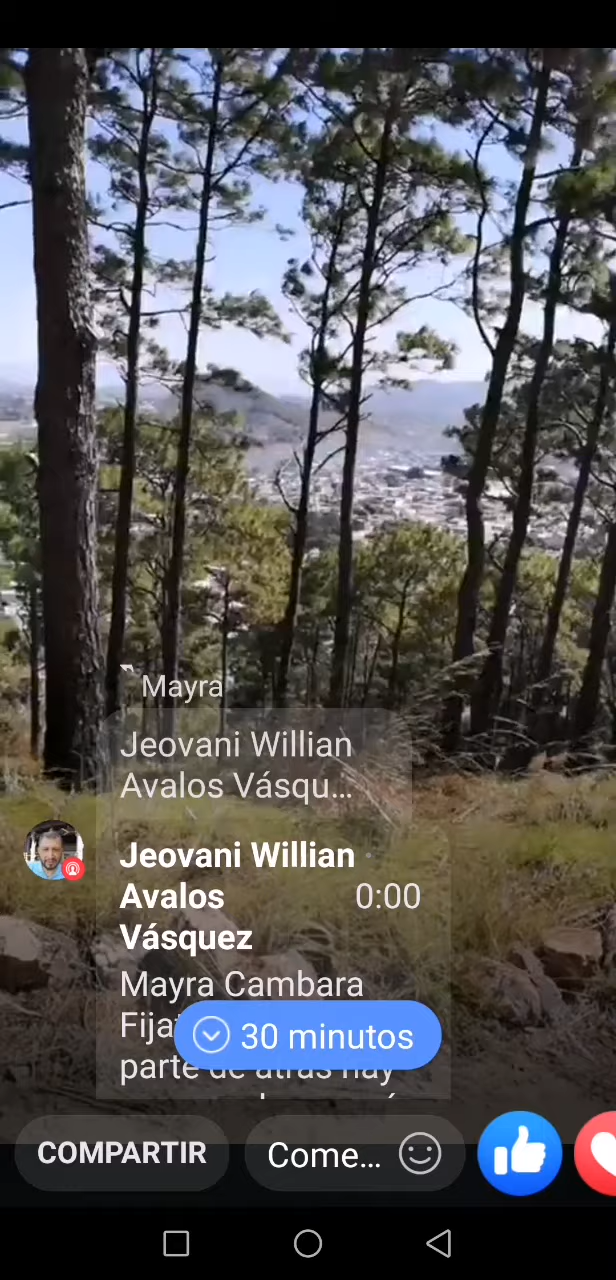 Mayra
Jeovani Willian
Avalos Vásqu...
Jeovani Willian ·
Avalos
0:00
Vásquez
Mayra Cambara
30 minutos
parte de atrás hay
COMPARTIR
Come...